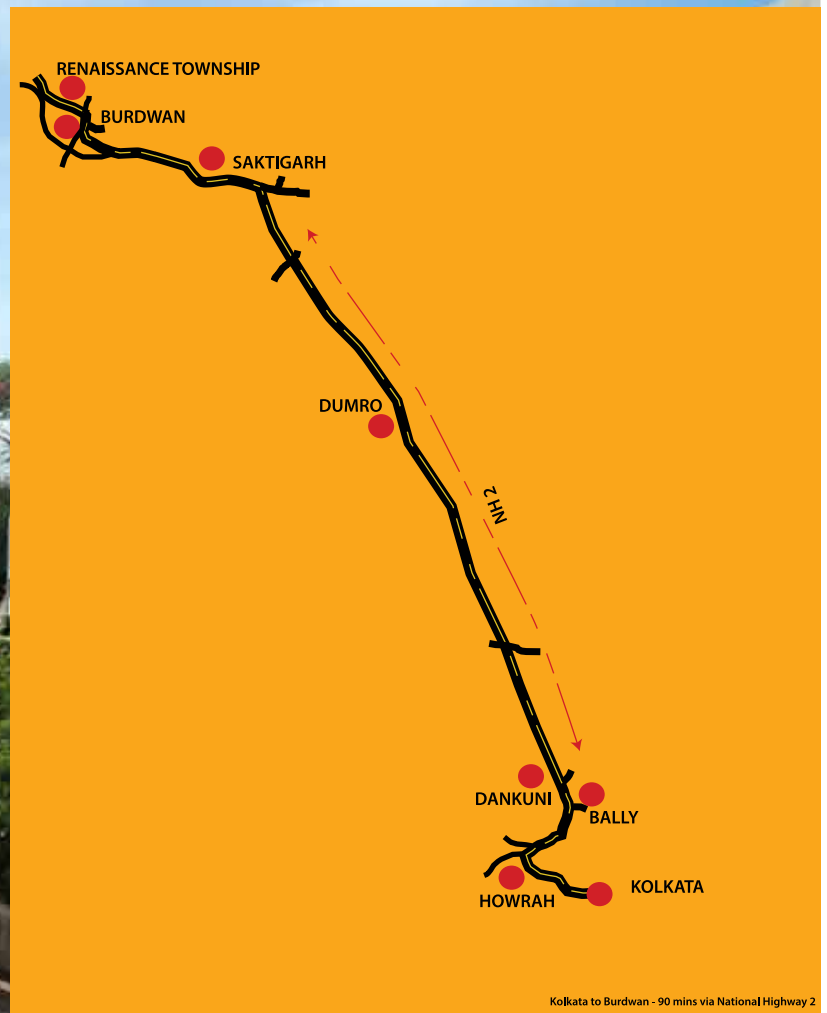 RENAISSANCE TOWNSHIP
BURDWAN
SAKTIGARH
DUMRO
NH 2
DANKUNI
BALLY
KOLKATA
HOWRAH
Kolkata to Burdwan - 90 mins via National Highway 2